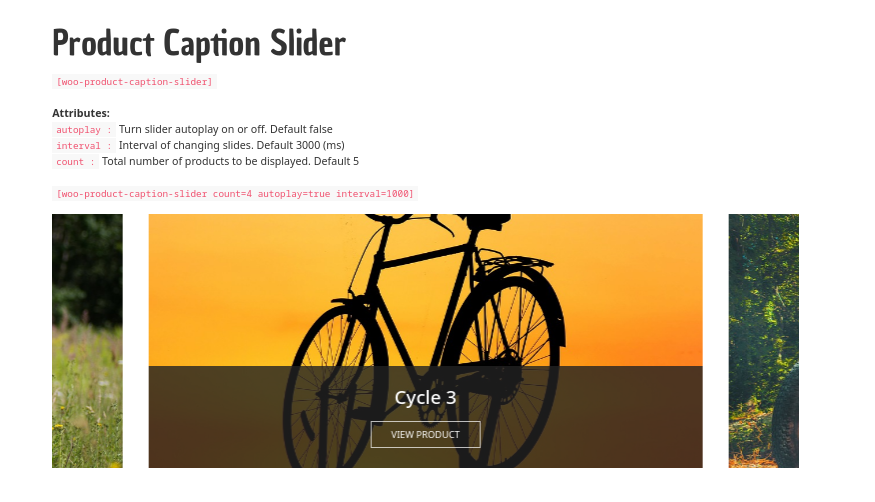 Product Caption Slider
[woo-product-caption-slider]
Attributes:
autoplay : Turn slider autoplay on or off. Default false
interval : Interval of changing slides. Default 3000 (ms)
count : Total number of products to be displayed. Default 5
[woo-product-caption-slider count=4 autoplay=true interval=1000]
Cycle 3
VIEW PRODUCT